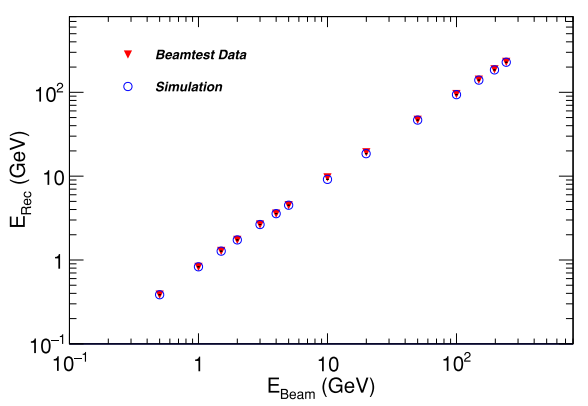 Beamtest Data
Simulation
10²
10
1
10⁻¹
E_Rec (GeV)
10⁻¹ 1 10 10²
E_Beam (GeV)